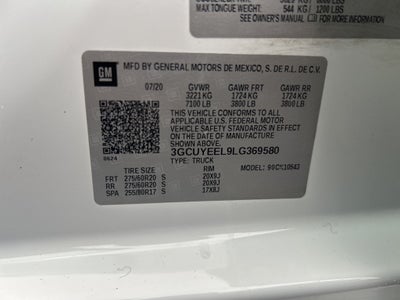 544 KG / 1200 LBS
MAX TONGUE WEIGHT
SEE OWNER'S MANUAL
GM
MFD BY GENERAL MOTORS DE MEXICO, S. DE R.L. DE C.V.
07/20 GVWR GAWR FRT GAWR RR
3221 KG 1724 KG 1724 KG
7100 LB 3800 LB 3800 LB
THIS VEHICLE CONFORMS TO ALL
APPLICABLE U.S. FEDERAL MOTOR
VEHICLE SAFETY STANDARDS IN
EFFECT ON THE DATE OF
MANUFACTURE SHOWN ABOVE.
3GCUYEEL9LG369580
TYPE: TRUCK
0624
TIRE SIZE RIM
FRT 275/60R20 S 20X9J
RR 275/60R20 S 20X9J
SPA 255/80R17 S 17X8J